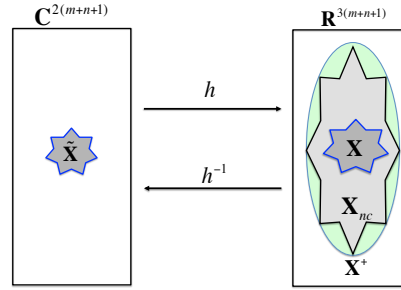 C^{2(m+n+1)}
R^{3(m+n+1)}
h
X̃
X
h^{-1}
X_{nc}
X^+